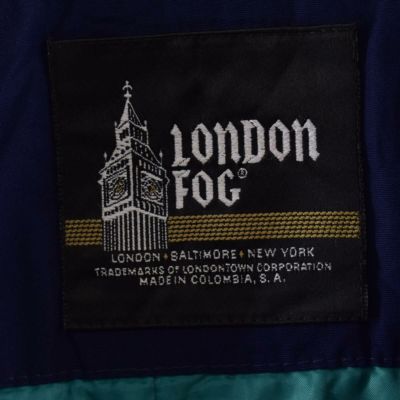 LONDON
FOG®
LONDON • BALTIMORE • NEW YORK
TRADEMARKS OF LONDONTOWN CORPORATION
MADE IN COLOMBIA, S. A.